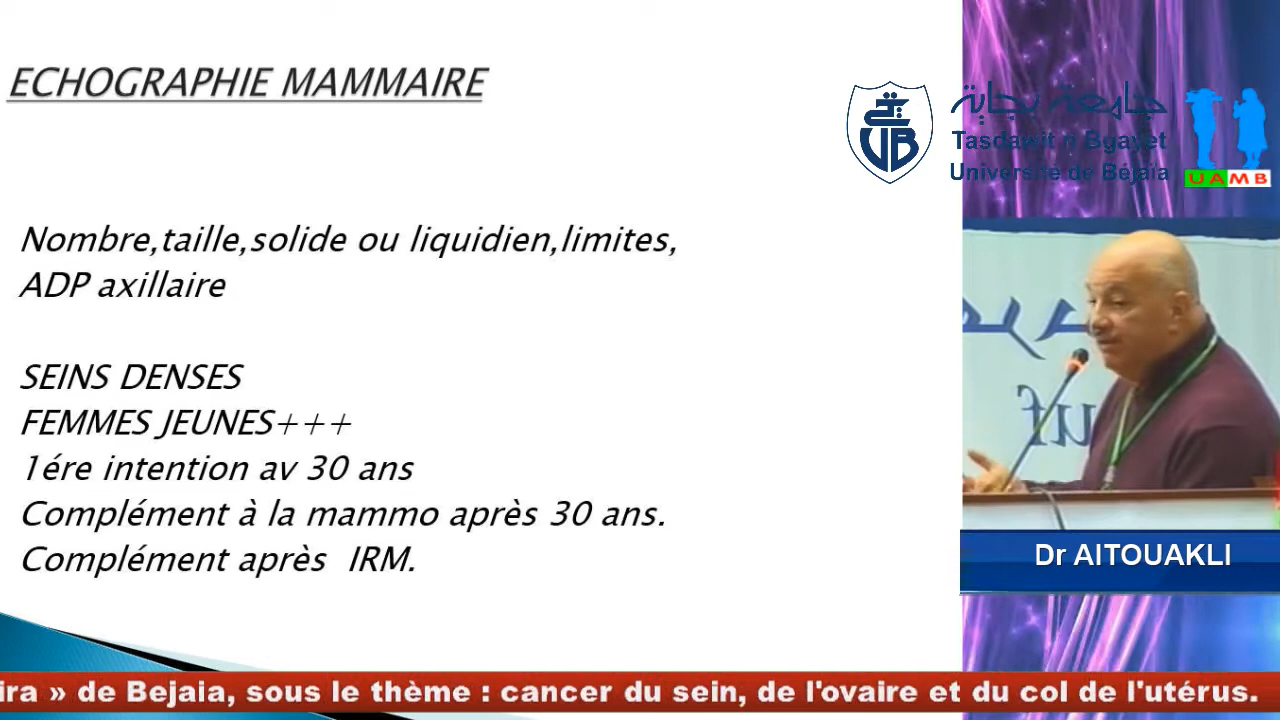 ECHOGRAPHIE MAMMAIRE
Nombre,taille,solide ou liquidien,limites,
ADP axillaire
SEINS DENSES
FEMMES JEUNES+++
1ére intention av 30 ans
Complément à la mammo après 30 ans.
Complément après IRM.
جامعة بجاية
Tasdawit n Bgayet
Université de Béjaïa
UAMB
Dr AITOUAKLI
ira » de Bejaia, sous le thème : cancer du sein, de l'ovaire et du col de l'utérus.